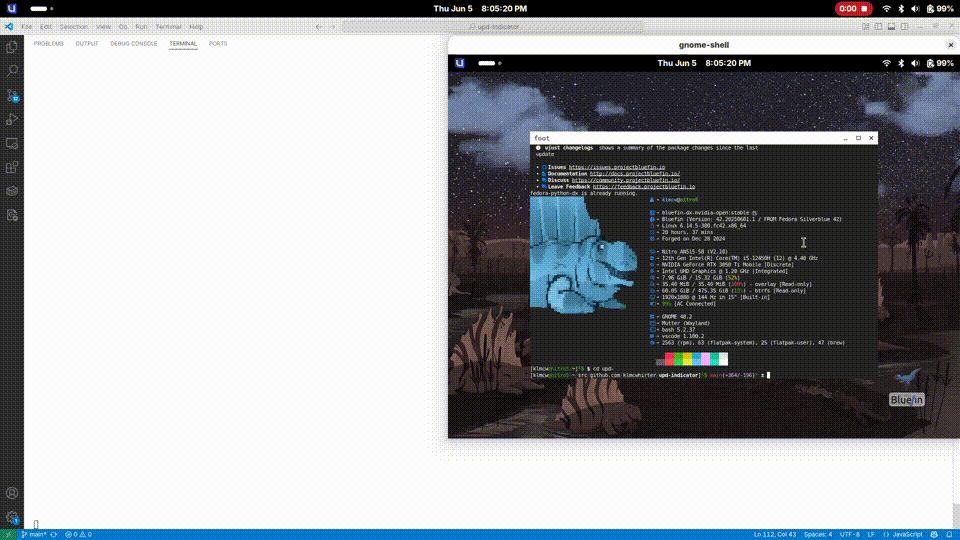 Thu Jun 5 8:05:20 PM
0:00
99%
File Edit Selection View Go Run Terminal Help
upd-indicator
PROBLEMS OUTPUT DEBUG CONSOLE TERMINAL PORTS
gnome-shell
Thu Jun 5 8:05:20 PM
99%
foot
ujust changelogs shows a summary of the package changes since the last
update
• Issues https://issues.projectbluefin.io
• Documentation http://docs.projectbluefin.io/
• Discuss https://community.projectbluefin.io/
• Leave Feedback https://feedback.projectbluefin.io
fedora-python-dx is already running.
klmcw@nitro5
bluefin-dx-nvidia-open:stable
Bluefin (Version: 42.20250601.1 / FROM Fedora Silverblue 42)
Linux 6.14.5-300.fc42.x86_64
20 hours, 37 mins
Forged on Dec 28 2024
Nitro AN515-58 (V2.10)
12th Gen Intel(R) Core(TM) i5-12450H (12) @ 4.40 GHz
NVIDIA GeForce RTX 3050 Ti Mobile [Discrete]
Intel UHD Graphics @ 1.20 GHz [Integrated]
7.96 GiB / 15.32 GiB (52%)
35.40 MiB / 35.40 MiB (100%) - overlay [Read-only]
60.05 GiB / 475.35 GiB (13%) - btrfs [Read-only]
1920x1080 @ 144 Hz in 15" [Built-in]
99% [AC Connected]
GNOME 48.2
Mutter (Wayland)
bash 5.2.37
vscode 1.100.2
2563 (rpm), 63 (flatpak-system), 25 (flatpak-user), 47 (brew)
[klmcw@nitro5 ~]$ cd upd-
[klmcw@nitro5 src github.com klmcwhirter upd-indicator] main(+364/-196)* ±
Bluefin
main* 0 0 Ln 112, Col 43 Spaces: 4 UTF-8 LF {} JavaScript